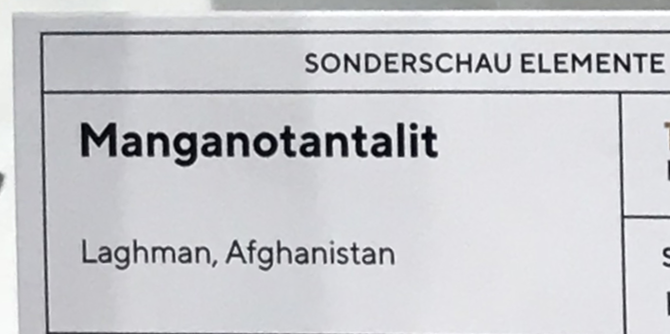 SONDERSCHAU ELEMENTE
Manganotantalit
Laghman, Afghanistan